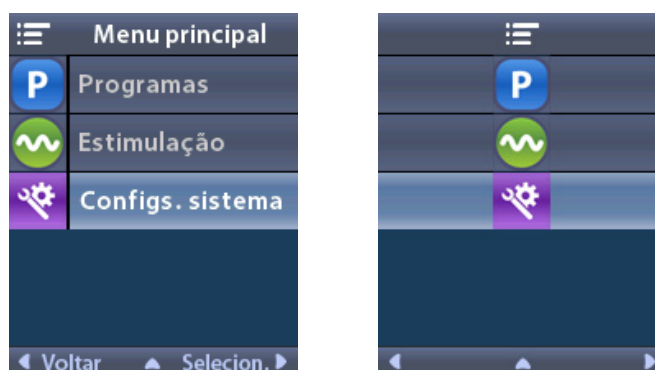 Menu principal
P Programas
Estimulação
Configs. sistema
Voltar Selecion.
P